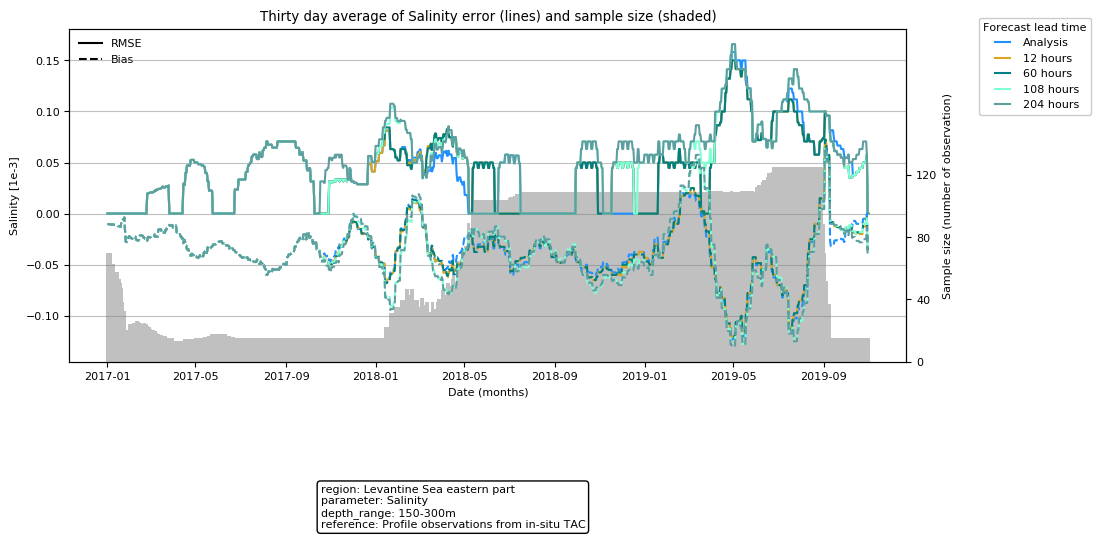 Thirty day average of Salinity error (lines) and sample size (shaded)
RMSE
Bias
Forecast lead time
Analysis
12 hours
60 hours
108 hours
204 hours
Salinity [1e-3]
0.15
0.10
0.05
0.00
−0.05
−0.10
Sample size (number of observation)
120
80
40
0
2017-01
2017-05
2017-09
2018-01
2018-05
2018-09
2019-01
2019-05
2019-09
Date (months)
region: Levantine Sea eastern part
parameter: Salinity
depth_range: 150-300m
reference: Profile observations from in-situ TAC